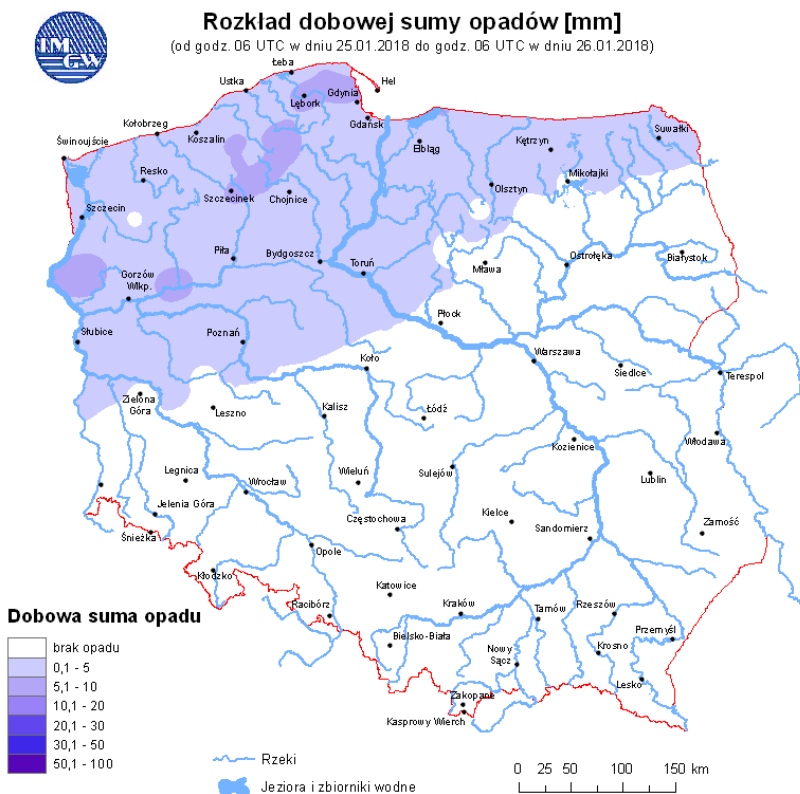 IMGW
Rozkład dobowej sumy opadów [mm]
(od godz. 06 UTC w dniu 25.01.2018 do godz. 06 UTC w dniu 26.01.2018)
Łeba
Ustka
Hel
Gdynia
Lębork
Kołobrzeg
Gdańsk
Koszalin
Suwałki
Świnoujście
Elbląg
Kętrzyn
Resko
Mikołajki
Olsztyn
Szczecinek
Chojnice
Szczecin
Piła
Bydgoszcz
Toruń
Ostrołęka
Białystok
Mława
Gorzów
Wlkp.
Płock
Słubice
Poznań
Warszawa
Koło
Siedlce
Terespol
Zielona
Góra
Leszno
Kalisz
Łódź
Włodawa
Kozienice
Legnica
Wrocław
Wieluń
Sulejów
Lublin
Jelenia Góra
Częstochowa
Kielce
Sandomierz
Zamość
Śnieżka
Opole
Kłodzko
Katowice
Racibórz
Kraków
Tarnów
Rzeszów
Przemyśl
Bielsko-Biała
Nowy
Sącz
Krosno
Lesko
Zakopane
Kasprowy Wierch
Dobowa suma opadu
brak opadu
0,1 - 5
5,1 - 10
10,1 - 20
20,1 - 30
30,1 - 50
50,1 - 100
Rzeki
Jeziora i zbiorniki wodne
0 25 50 100 150 km